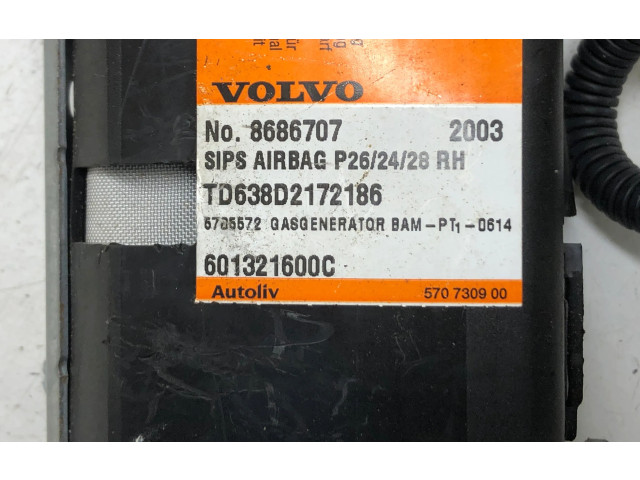 VOLVO
No. 8686707 2003
SIPS AIRBAG P26/24/28 RH
TD638D2172186
GASGENERATOR BAM-PT1-0614
601321600C
Autoliv 570 7309 00